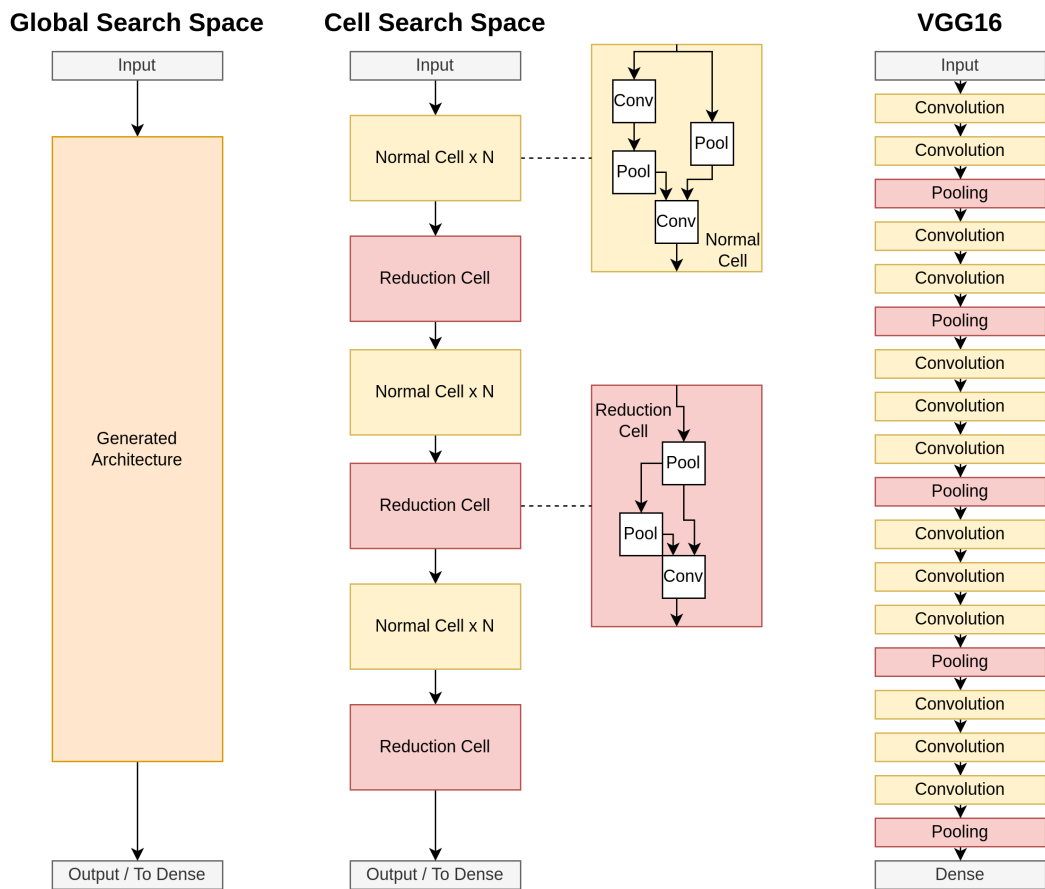 Global Search Space
Input
Generated
Architecture
Output / To Dense
Cell Search Space
Input
Normal Cell x N
Reduction Cell
Normal Cell x N
Reduction Cell
Normal Cell x N
Reduction Cell
Output / To Dense
Conv
Pool
Pool
Conv
Normal
Cell
Reduction
Cell
Pool
Pool
Conv
VGG16
Input
Convolution
Convolution
Pooling
Convolution
Convolution
Pooling
Convolution
Convolution
Convolution
Pooling
Convolution
Convolution
Convolution
Pooling
Convolution
Convolution
Convolution
Pooling
Dense